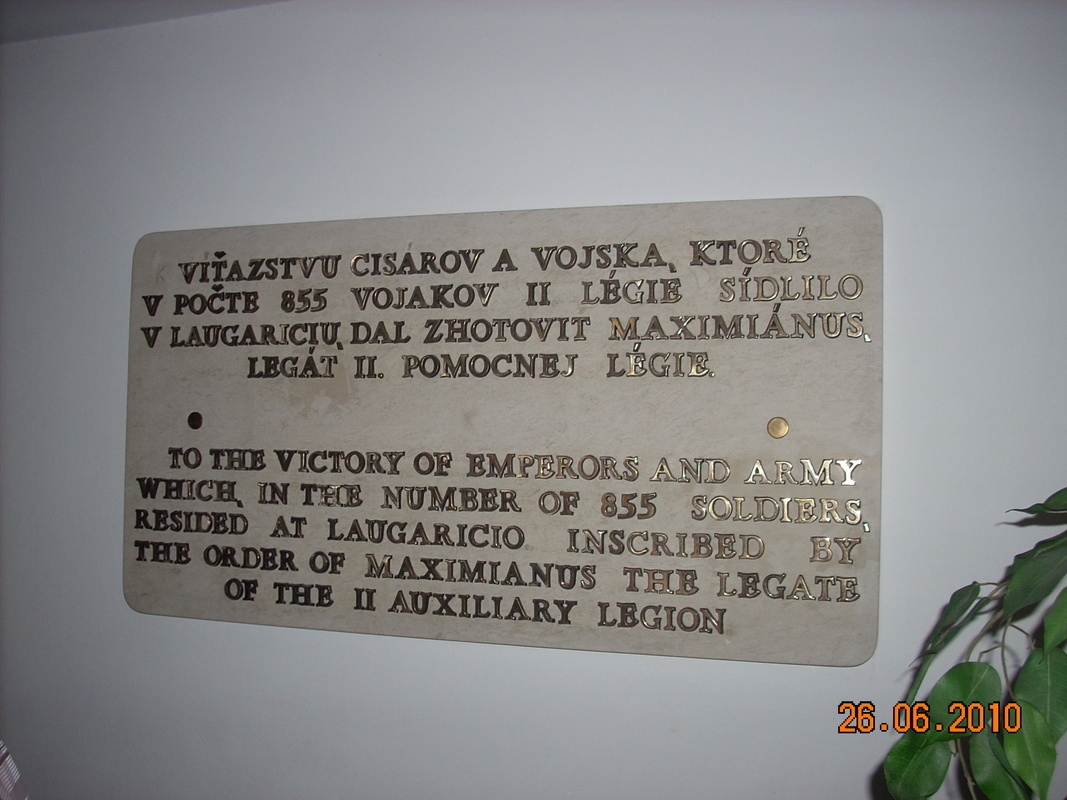 VIŤAZSTVU CISÁROV A VOJSKA, KTORÉ
V POČTE 855 VOJAKOV II LÉGIE SÍDLILO
V LAUGARICIU, DAL ZHOTOVIT MAXIMIÁNUS,
LEGÁT II. POMOCNEJ LÉGIE.
TO THE VICTORY OF EMPERORS AND ARMY
WHICH, IN THE NUMBER OF 855 SOLDIERS,
RESIDED AT LAUGARICIO INSCRIBED BY
THE ORDER OF MAXIMIANUS THE LEGATE
OF THE II AUXILIARY LEGION
26.06.2010